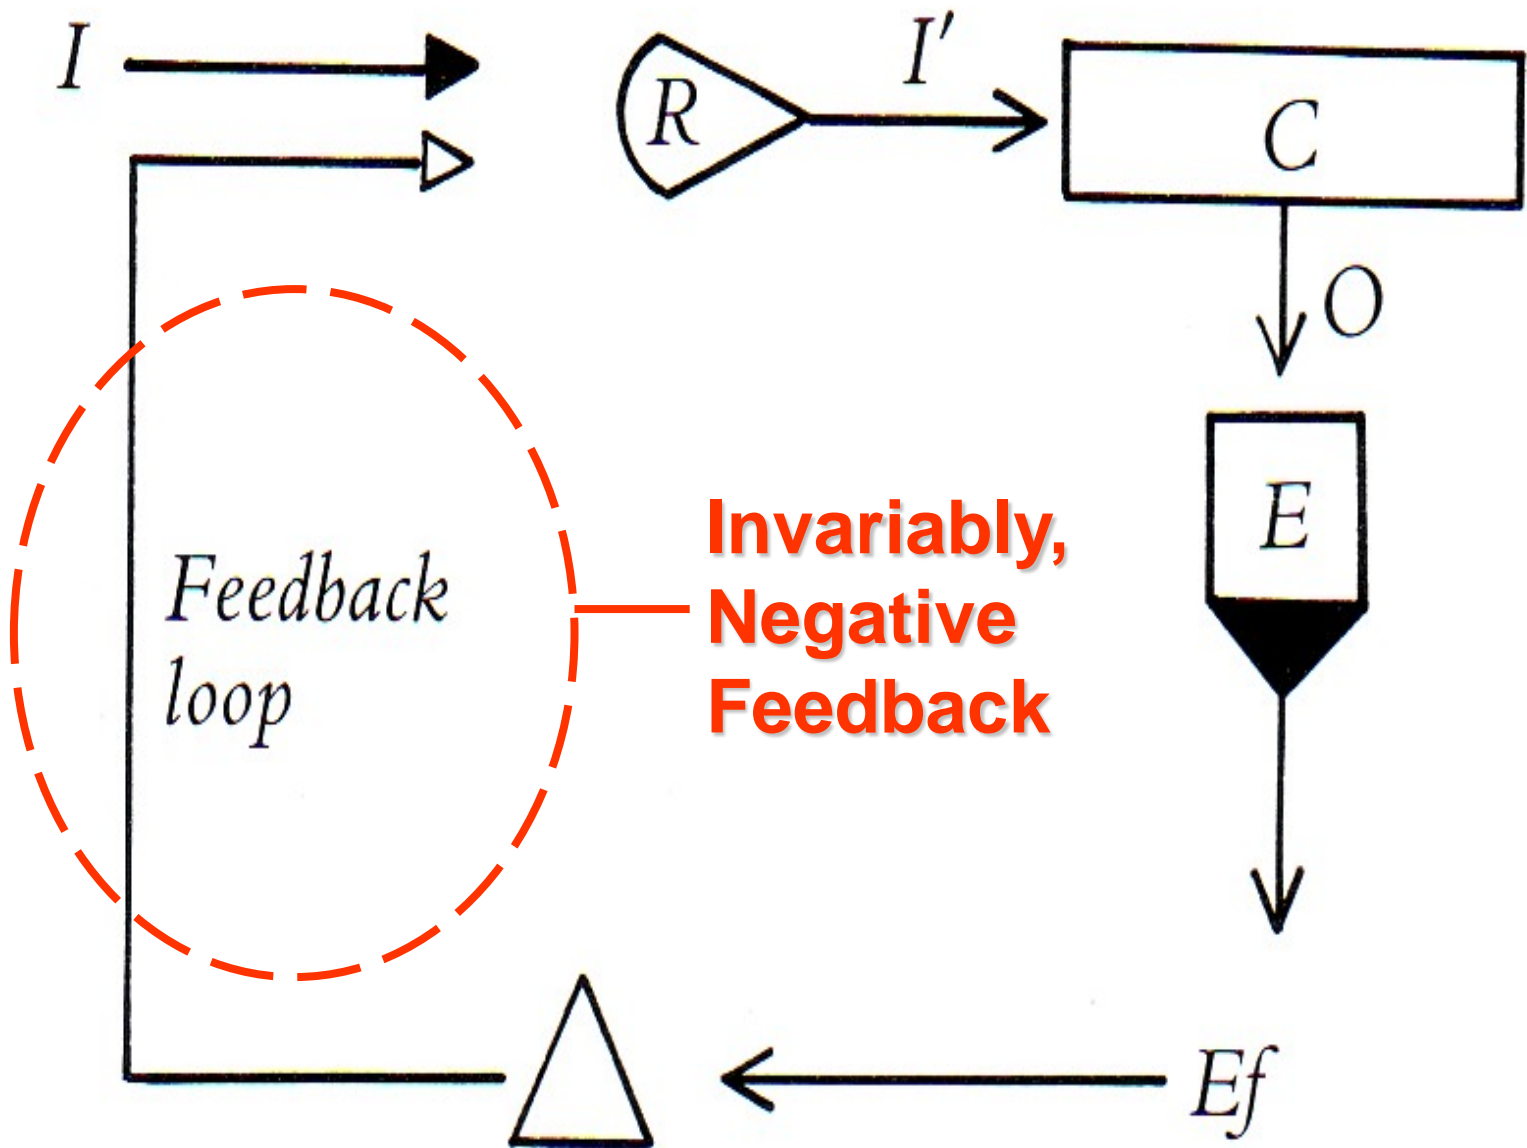 I
R
I′
C
O
E
Feedback
loop
Invariably,
Negative
Feedback
Ef